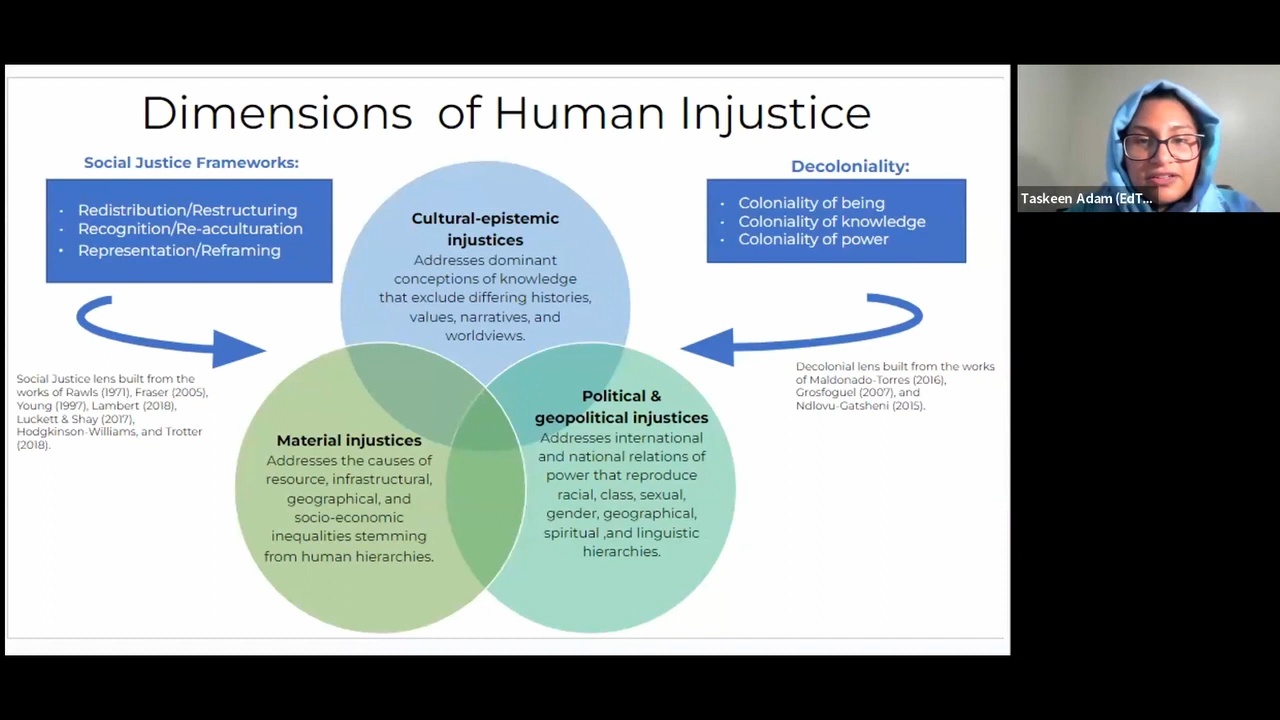 Dimensions of Human Injustice
Social Justice Frameworks:
• Redistribution/Restructuring
• Recognition/Re-acculturation
• Representation/Reframing
Social Justice lens built from the
works of Rawls (1971), Fraser (2005),
Young (1997), Lambert (2018),
Luckett & Shay (2017),
Hodgkinson-Williams, and Trotter
(2018).
Cultural-epistemic
injustices
Addresses dominant
conceptions of knowledge
that exclude differing histories,
values, narratives, and
worldviews.
Material injustices
Addresses the causes of
resource, infrastructural,
geographical, and
socio-economic
inequalities stemming
from human hierarchies.
Political &
geopolitical injustices
Addresses international
and national relations of
power that reproduce
racial, class, sexual,
gender, geographical,
spiritual ,and linguistic
hierarchies.
Decoloniality:
• Coloniality of being
• Coloniality of knowledge
• Coloniality of power
Decolonial lens built from the works
of Maldonado-Torres (2016),
Grosfoguel (2007), and
Ndlovu-Gatsheni (2015).
Taskeen Adam (EdT...